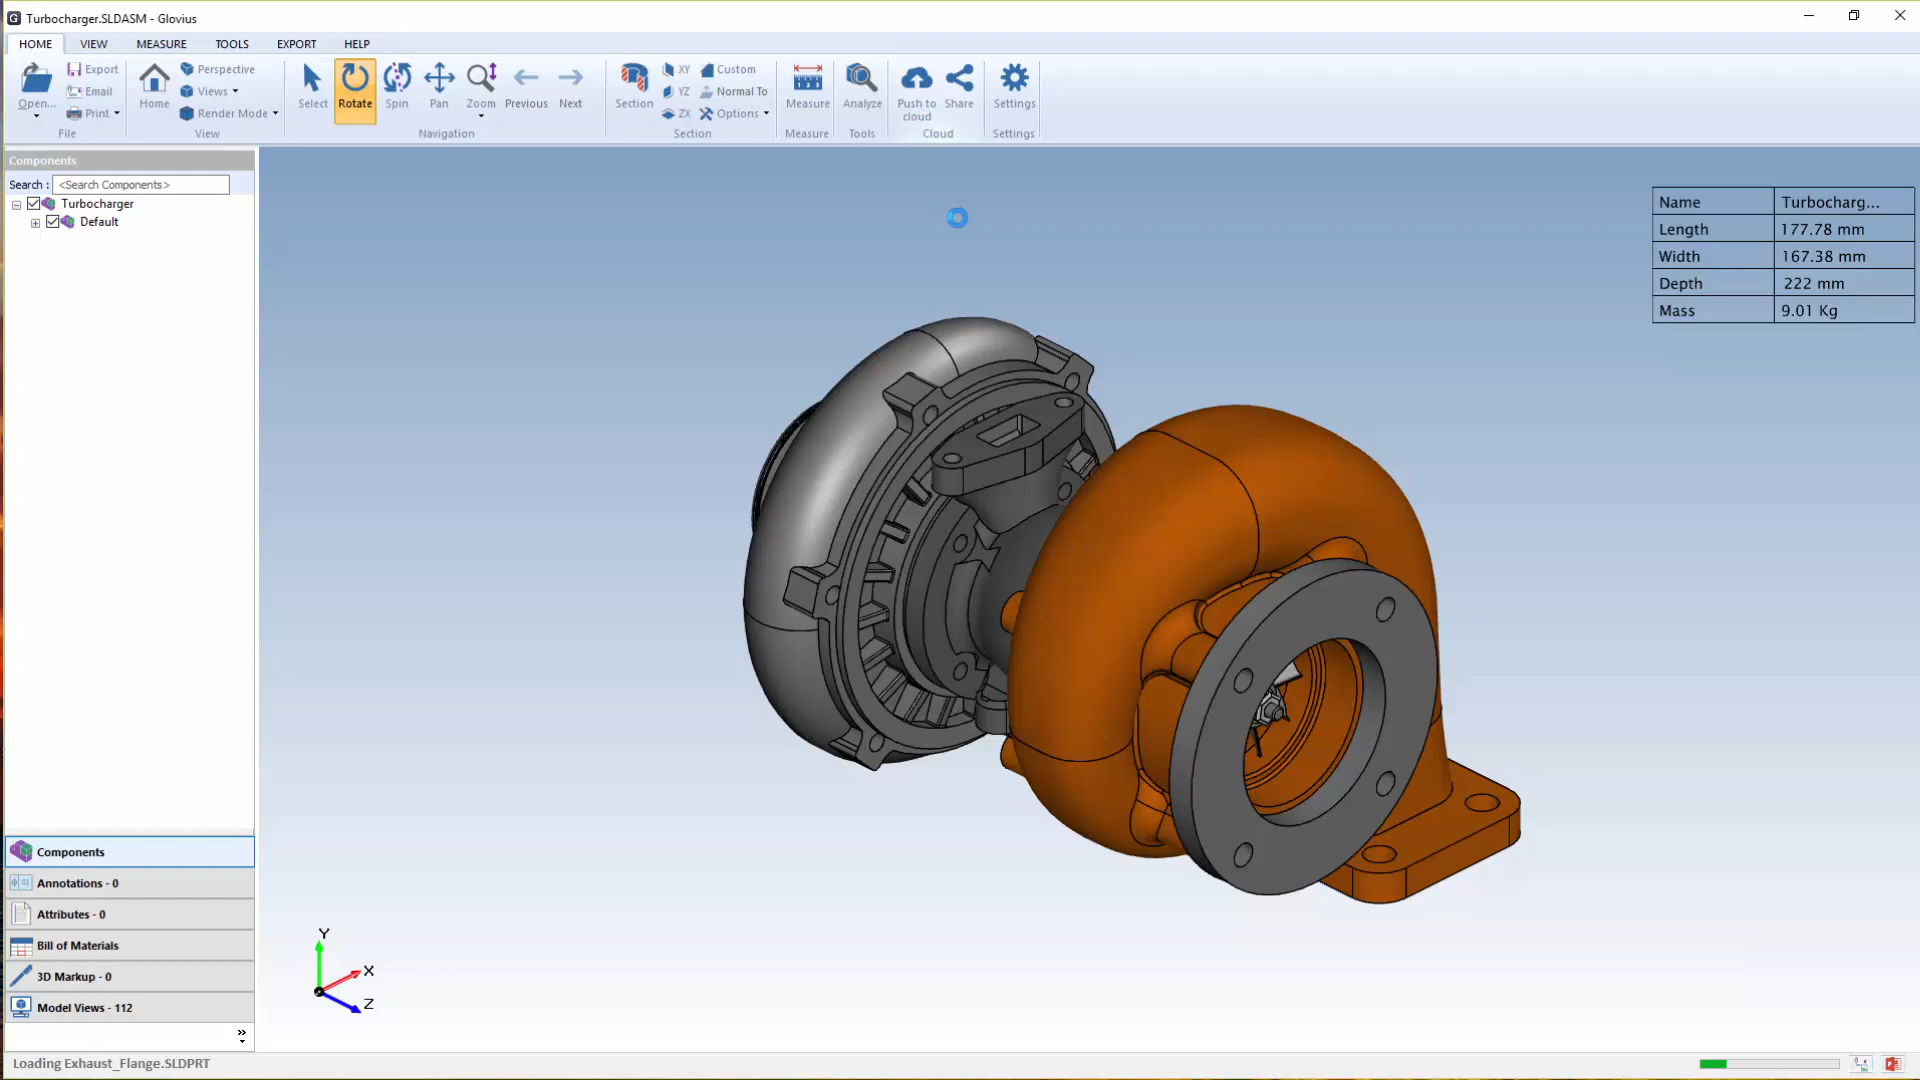 Turbocharger.SLDASM - Glovius
HOME VIEW MEASURE TOOLS EXPORT HELP
Open...
Export
Email
Print
File
Home
Perspective
Views
Render Mode
View
Select
Rotate
Spin
Pan
Zoom
Previous
Next
Navigation
Section
XY
YZ
ZX
Custom
Normal To
Options
Section
Measure
Measure
Analyze
Tools
Push to
cloud
Share
Cloud
Settings
Settings
Components
Search : <Search Components>
Turbocharger
Default
Name Turbocharg...
Length 177.78 mm
Width 167.38 mm
Depth 222 mm
Mass 9.01 Kg
Components
Annotations - 0
Attributes - 0
Bill of Materials
3D Markup - 0
Model Views - 112
Y
X
Z
Loading Exhaust_Flange.SLDPRT